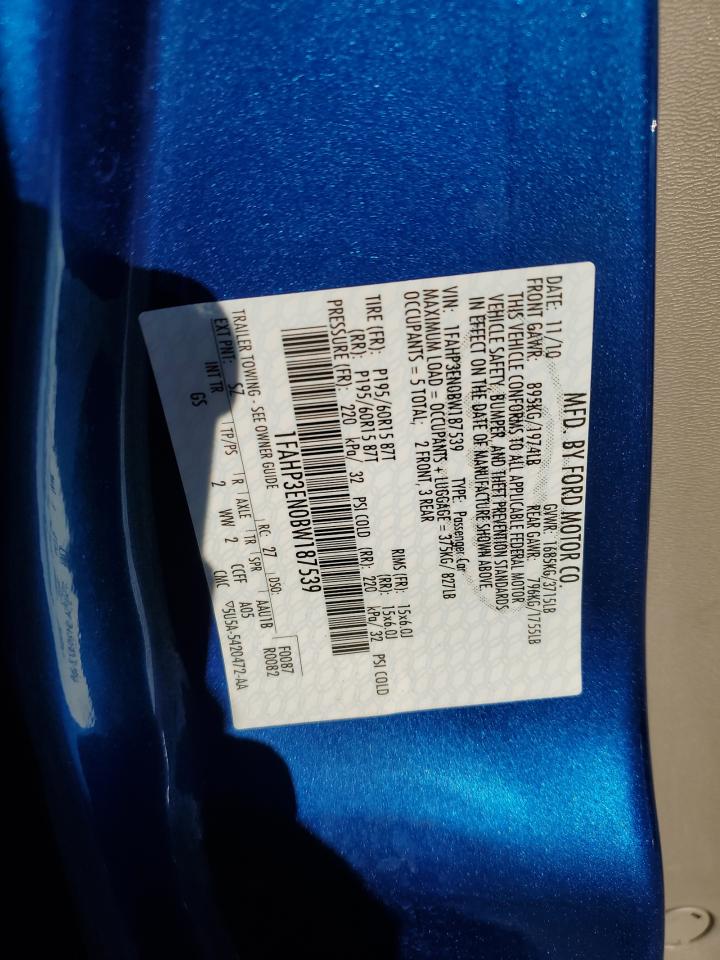 MFD. BY FORD MOTOR CO.
DATE: 11/10 GVWR: 1685KG/3715LB
FRONT GAWR: 895KG/1974LB REAR GAWR: 796KG/1755LB
THIS VEHICLE CONFORMS TO ALL APPLICABLE FEDERAL MOTOR
VEHICLE SAFETY, BUMPER, AND THEFT PREVENTION STANDARDS
IN EFFECT ON THE DATE OF MANUFACTURE SHOWN ABOVE.
VIN: 1FAHP3EN0BW187539 TYPE: Passenger Car
MAXIMUM LOAD = OCCUPANTS + LUGGAGE = 375KG/827LB
OCCUPANTS = 5 TOTAL; 2 FRONT, 3 REAR
TIRE (FR): P195/60R15 87T RIMS (FR): 15x6.0J
(RR): P195/60R15 87T (RR): 15x6.0J
PRESSURE (FR): 220 kPa/ 32 PSI COLD (RR): 220 kPa/ 32 PSI COLD
1FAHP3EN0BW187539
F0087
R0082
TRAILER TOWING - SEE OWNER GUIDE RC: 27 DSO: AAU1B
EXT PNT: SZ
INT TR TP/PS R AXLE TR SPR
GS 2 WW 2 CCFF A05
CNC 5U5A-5420472-AA